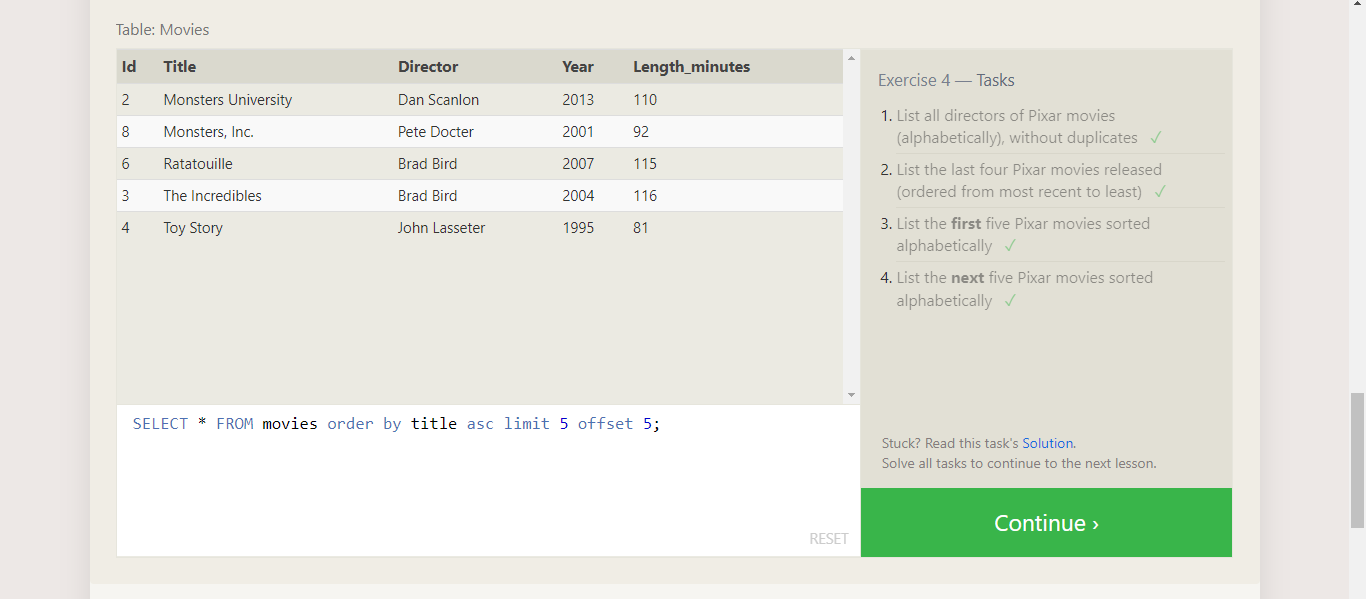 Table: Movies
Id Title Director Year Length_minutes
2 Monsters University Dan Scanlon 2013 110
8 Monsters, Inc. Pete Docter 2001 92
6 Ratatouille Brad Bird 2007 115
3 The Incredibles Brad Bird 2004 116
4 Toy Story John Lasseter 1995 81
SELECT * FROM movies order by title asc limit 5 offset 5;
RESET
Exercise 4 — Tasks
1. List all directors of Pixar movies
(alphabetically), without duplicates ✓
2. List the last four Pixar movies released
(ordered from most recent to least) ✓
3. List the first five Pixar movies sorted
alphabetically ✓
4. List the next five Pixar movies sorted
alphabetically ✓
Stuck? Read this task's Solution.
Solve all tasks to continue to the next lesson.
Continue ›